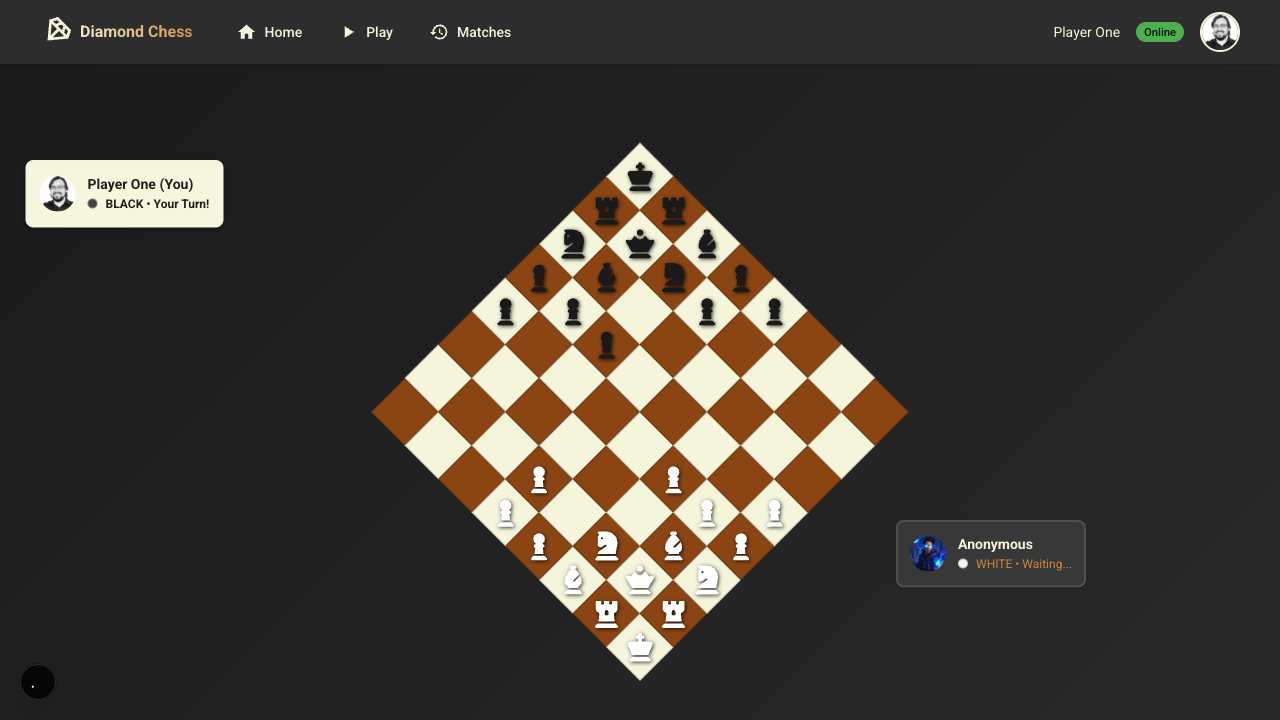 Diamond Chess
Home
Play
Matches
Player One
Online
Player One (You)
BLACK • Your Turn!
Anonymous
WHITE • Waiting...
.